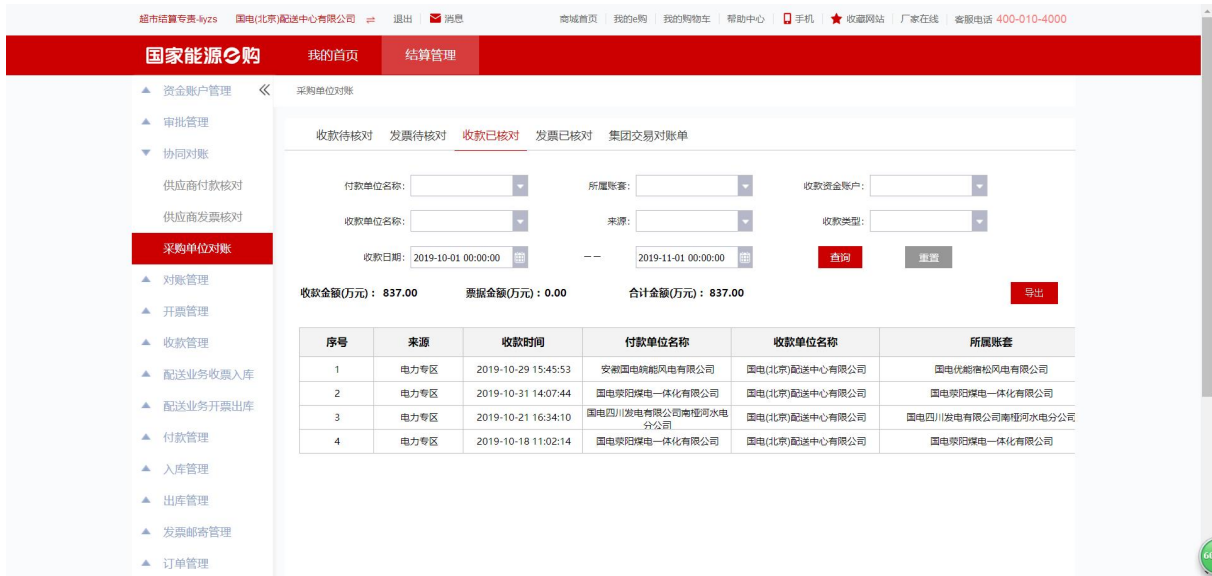 超市结算专责-liyzs 国电(北京)配送中心有限公司 退出 消息 商城首页 我的e购 我的购物车 帮助中心 手机 收藏网站 厂家在线 客服电话 400-010-4000
国家能源e购 我的首页 结算管理
资金账户管理
采购单位对账
审批管理
收款待核对 发票待核对 收款已核对 发票已核对 集团交易对账单
协同对账
供应商付款核对
付款单位名称: 所属账套: 收款资金账户:
供应商发票核对
收款单位名称: 来源: 收款类型:
采购单位对账
收款日期: 2019-10-01 00:00:00 -- 2019-11-01 00:00:00 查询 重置
对账管理
收款金额(万元)：837.00 票据金额(万元)：0.00 合计金额(万元)：837.00 导出
开票管理
收款管理
序号 来源 收款时间 付款单位名称 收款单位名称 所属账套
1 电力专区 2019-10-29 15:45:53 安徽国电皖能风电有限公司 国电(北京)配送中心有限公司 国电优能宿松风电有限公司
配送业务收票入库
2 电力专区 2019-10-31 14:07:44 国电荥阳煤电一体化有限公司 国电(北京)配送中心有限公司 国电荥阳煤电一体化有限公司
配送业务开票出库
3 电力专区 2019-10-21 16:34:10 国电四川发电有限公司南桠河水电分公司 国电(北京)配送中心有限公司 国电四川发电有限公司南桠河水电分公司
付款管理
4 电力专区 2019-10-18 11:02:14 国电荥阳煤电一体化有限公司 国电(北京)配送中心有限公司 国电荥阳煤电一体化有限公司
入库管理
出库管理
发票邮寄管理
订单管理